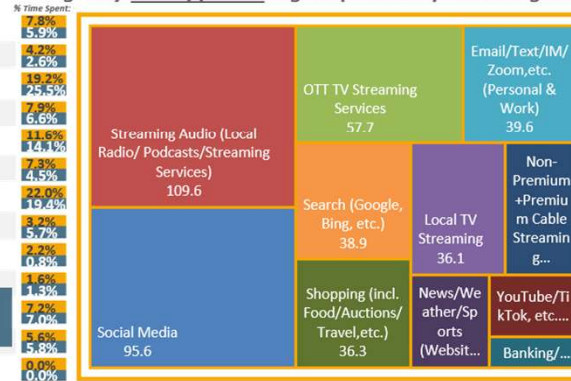 % Time Spent:
7.8%
5.9%
4.2%
2.6%
19.2%
25.5%
7.9%
6.6%
11.6%
14.1%
7.3%
4.5%
22.0%
19.4%
3.2%
5.7%
2.2%
0.8%
1.6%
1.3%
7.2%
7.0%
5.6%
5.8%
0.0%
0.0%
Streaming Audio (Local
Radio/ Podcasts/Streaming
Services)
109.6
Social Media
95.6
OTT TV Streaming
Services
57.7
Email/Text/IM/
Zoom,etc.
(Personal &
Work)
39.6
Search (Google,
Bing, etc.)
38.9
Local TV
Streaming
36.1
Non-
Premium
+Premiu
m Cable
Streamin
g...
Shopping (incl.
Food/Auctions/
Travel,etc.)
36.3
News/We
ather/Sp
orts
(Websit...
YouTube/Ti
kTok, etc....
Banking/...